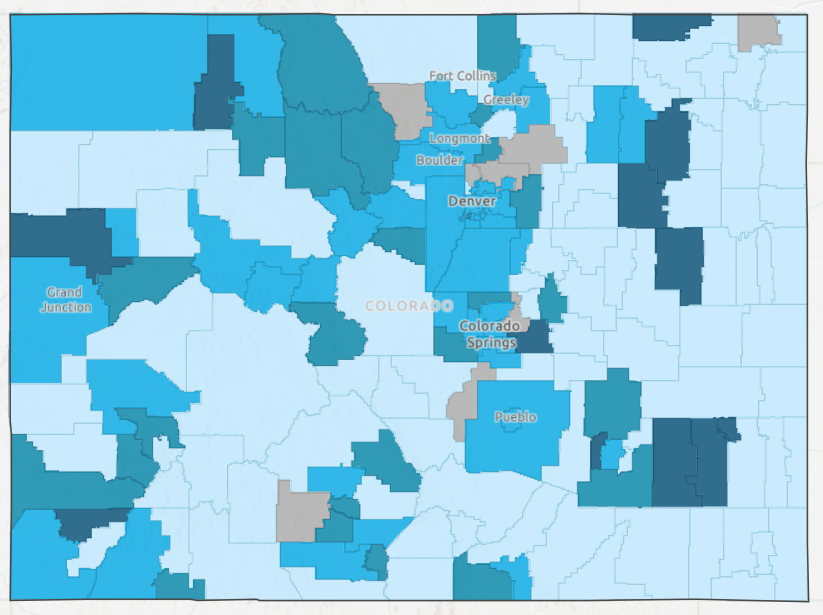 Fort Collins
Greeley
Longmont
Boulder
Denver
Grand
Junction
COLORADO
Colorado
Springs
Pueblo